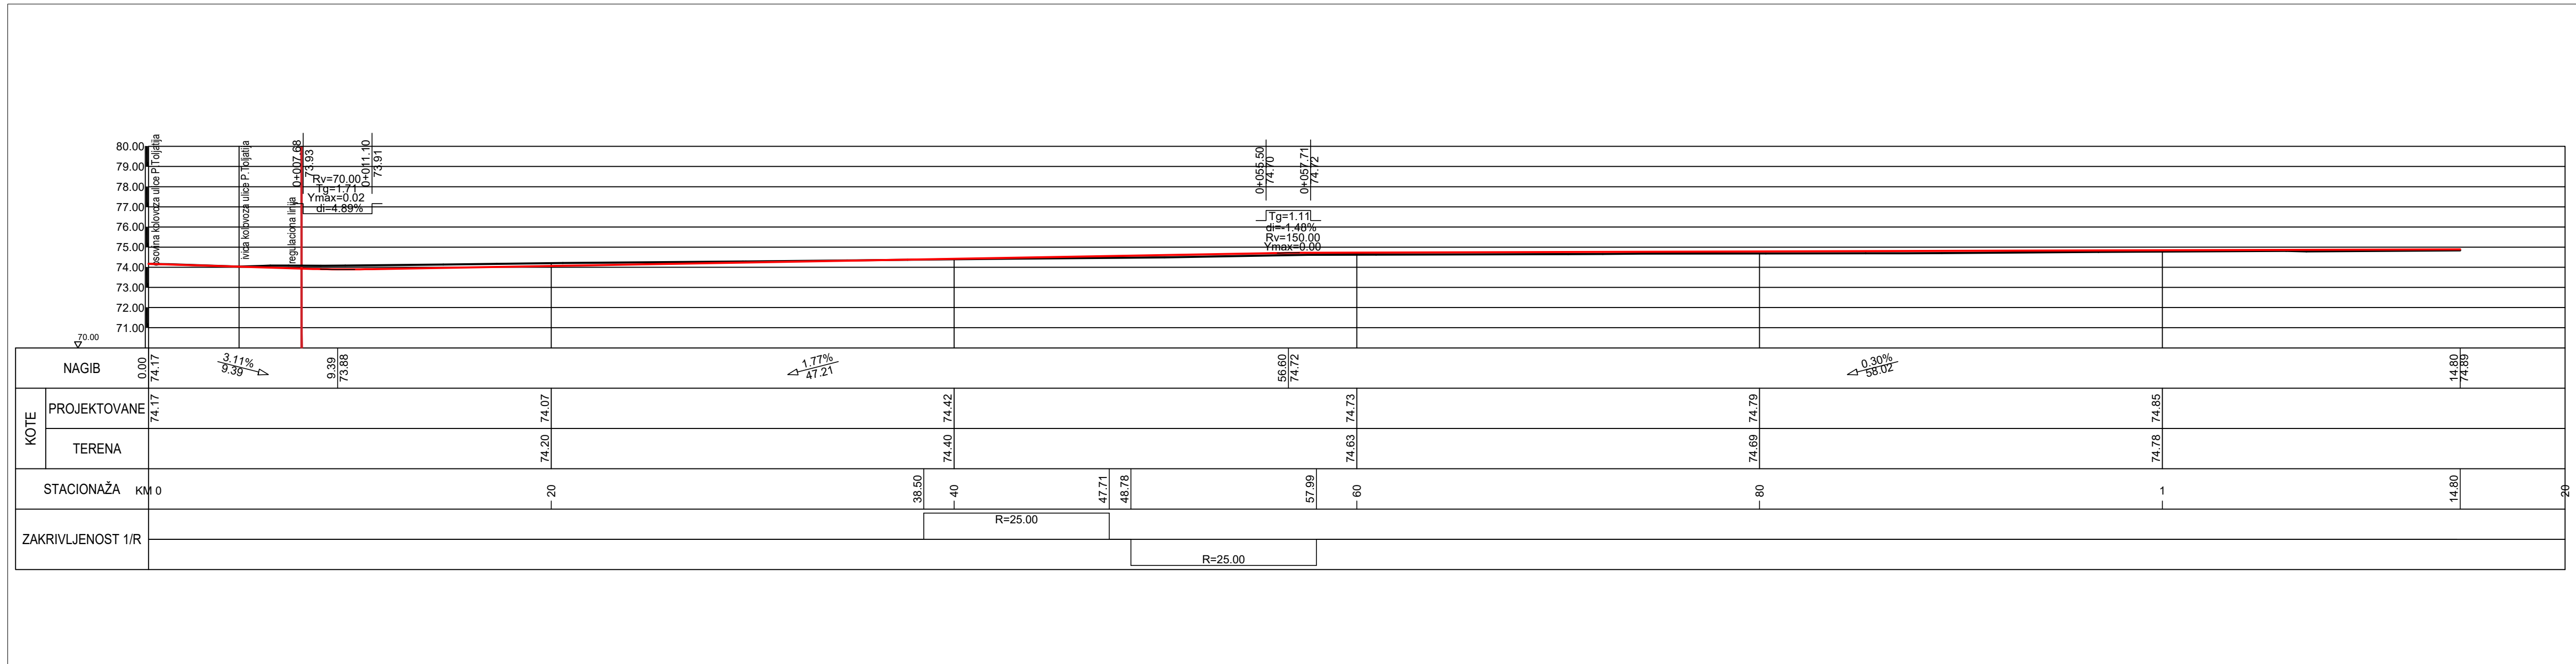 80.00
79.00
78.00
77.00
76.00
75.00
74.00
73.00
72.00
71.00
70.00
osovina kolovoza ulice P.Toljatija
ivica kolovoza ulice P.Toljatija
regulaciona linija
0+007.68
73.93
0+011.10
73.91
Rv=70.00
Tg=1.71
Ymax=0.02
di=4.89%
0+055.50
74.70
0+057.71
74.72
Tg=1.11
di=-1.48%
Rv=150.00
Ymax=0.00
NAGIB
0.00
74.17
3.11%
9.39
9.39
73.88
1.77%
47.21
56.60
74.72
0.30%
58.02
14.80
74.89
KOTE
PROJEKTOVANE
74.17
74.07
74.42
74.73
74.79
74.85
TERENA
74.20
74.40
74.63
74.69
74.78
STACIONAŽA
KM 0
20
38.50
40
47.71
48.78
57.99
60
80
1
14.80
20
ZAKRIVLJENOST 1/R
R=25.00
R=25.00